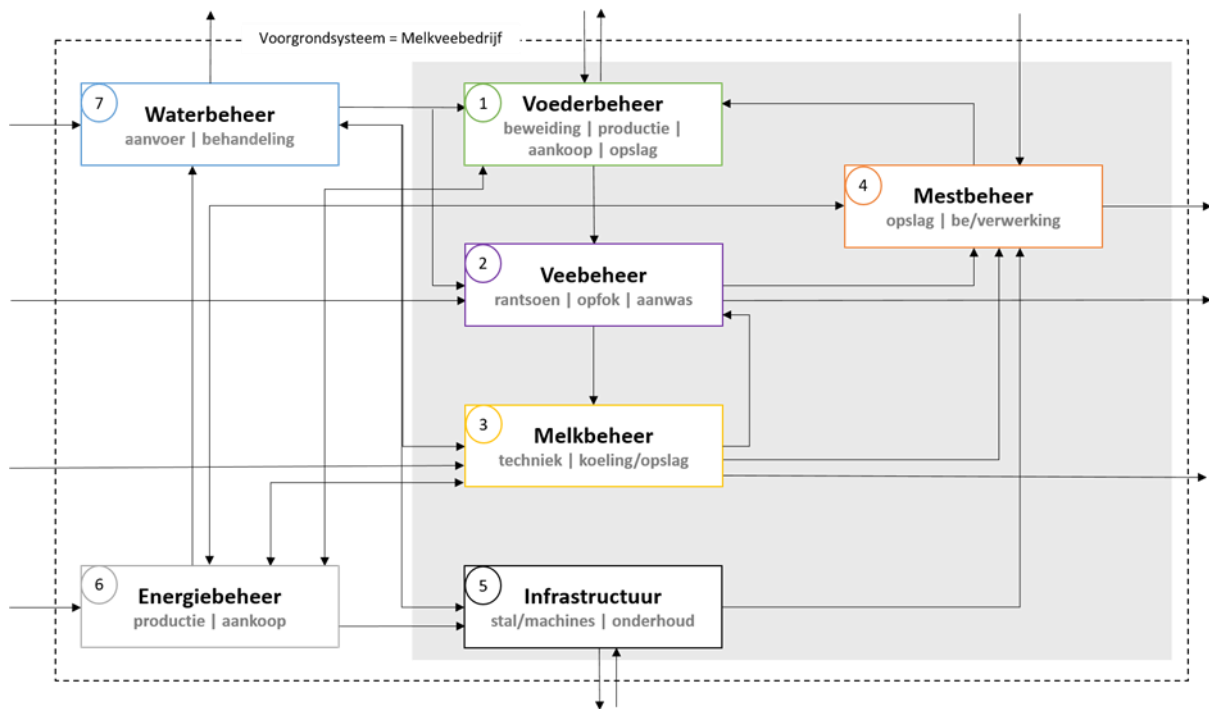 Voorgrondsysteem = Melkveebedrijf
7
Waterbeheer
aanvoer | behandeling
1
Voederbeheer
beweiding | productie |
aankoop | opslag
4
Mestbeheer
opslag | be/verwerking
2
Veebeheer
rantsoen | opfok | aanwas
3
Melkbeheer
techniek | koeling/opslag
6
Energiebeheer
productie | aankoop
5
Infrastructuur
stal/machines | onderhoud